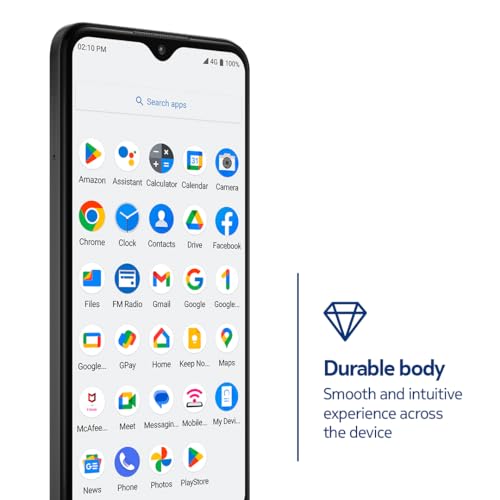 02:10 PM 4G 100%
Search apps
Amazon Assistant Calculator Calendar Camera
31
Chrome Clock Contacts Drive Facebook
Files FM Radio Gmail Google Google...
Google... GPay Home Keep No... Maps
McAfee... Meet Messagin... Mobile... My Devi...
GE
News Phone Photos PlayStore
Durable body
Smooth and intuitive
experience across
the device